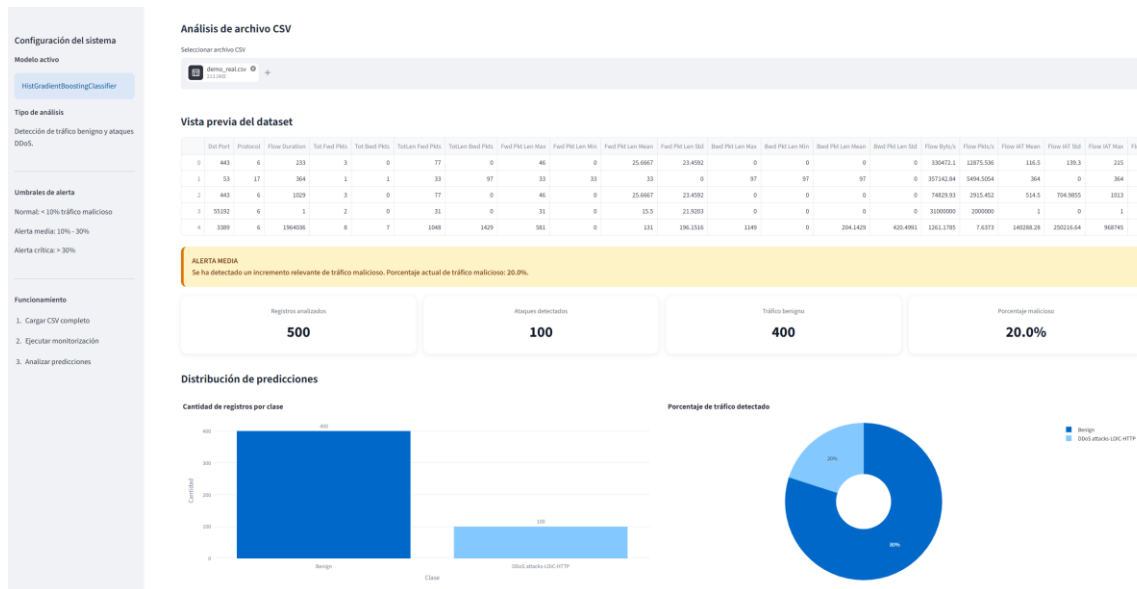 Configuración del sistema
Modelo activo
HistGradientBoostingClassifier
Tipo de análisis
Detección de tráfico benigno y ataques
DDoS.
Umbrales de alerta
Normal: < 10% tráfico malicioso
Alerta media: 10% - 30%
Alerta crítica: > 30%
Funcionamiento
1. Cargar CSV completo
2. Ejecutar monitorización
3. Analizar predicciones
Análisis de archivo CSV
Seleccionar archivo CSV
demo_real.csv
Vista previa del dataset
Dst Port Protocol Flow Duration Tot Fwd Pkts Tot Bwd Pkts TotLen Fwd Pkts TotLen Bwd Pkts Fwd Pkt Len Max Fwd Pkt Len Min Fwd Pkt Len Mean Fwd Pkt Len Std Bwd Pkt Len Max Bwd Pkt Len Min Bwd Pkt Len Mean Bwd Pkt Len Std Flow Byts/s Flow Pkts/s Flow IAT Mean Flow IAT Std Flow IAT Max
0 443 6 233 3 0 77 0 46 0 25.6667 23.4592 0 0 0 0 330472.1 12875.536 116.5 139.3 215
1 53 17 364 1 1 33 97 33 33 33 0 97 97 97 0 357142.84 5494.5054 364 0 364
2 443 6 1029 3 0 77 0 46 0 25.6667 23.4592 0 0 0 0 74829.93 2915.452 514.5 704.9855 1013
3 55192 6 1 2 0 31 0 31 0 15.5 21.9203 0 0 0 0 31000000 2000000 1 0 1
4 3389 6 1964036 8 7 1048 1429 581 0 131 196.1516 1149 0 204.1429 420.4991 1261.1785 7.6373 140288.28 250216.64 968745
ALERTA MEDIA
Se ha detectado un incremento relevante de tráfico malicioso. Porcentaje actual de tráfico malicioso: 20.0%.
Registros analizados
500
Ataques detectados
100
Tráfico benigno
400
Porcentaje malicioso
20.0%
Distribución de predicciones
Cantidad de registros por clase
400
300
200
100
0
Cantidad
400
100
Benign
DDoS attacks-LOIC-HTTP
Clase
Porcentaje de tráfico detectado
20%
80%
Benign
DDoS attacks-LOIC-HTTP